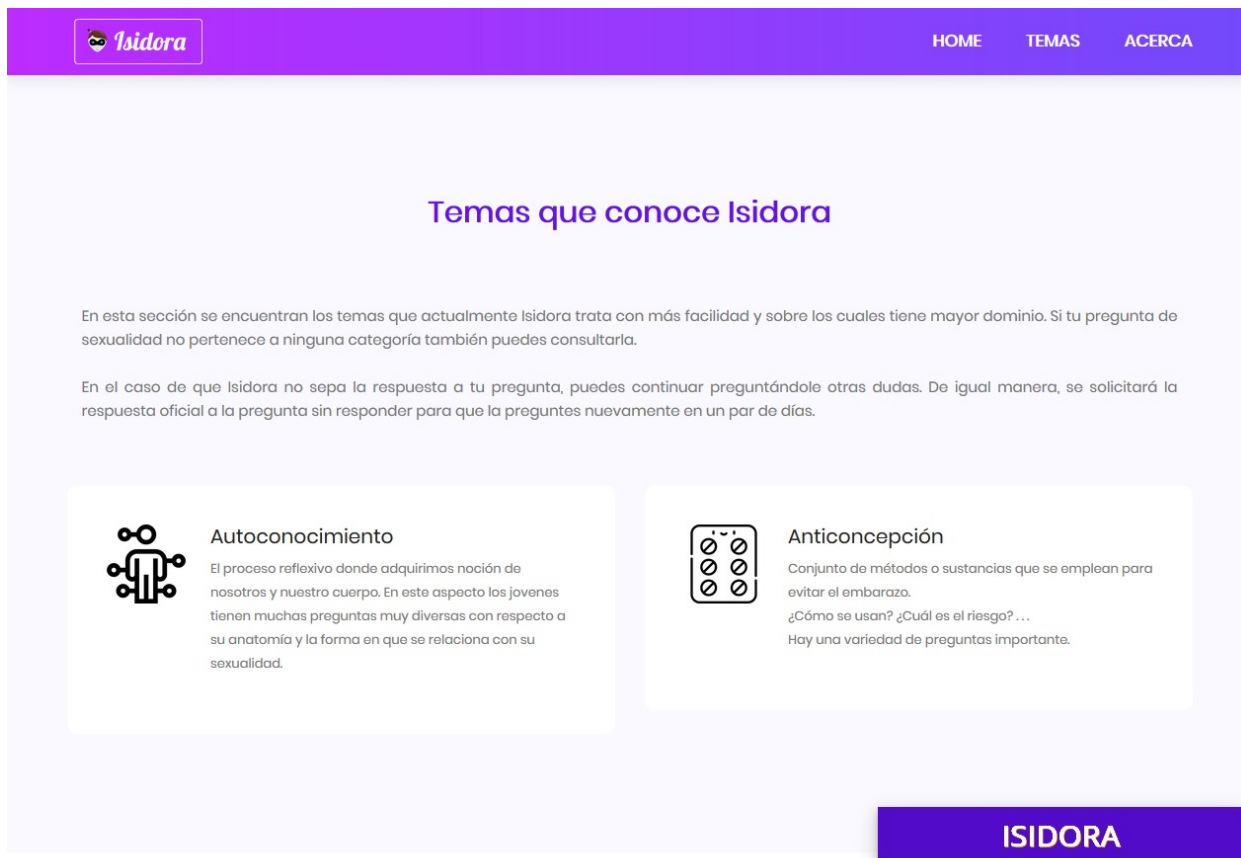 Isidora
HOME TEMAS ACERCA
Temas que conoce Isidora
En esta sección se encuentran los temas que actualmente Isidora trata con más facilidad y sobre los cuales tiene mayor dominio. Si tu pregunta de
sexualidad no pertenece a ninguna categoría también puedes consultarla.
En el caso de que Isidora no sepa la respuesta a tu pregunta, puedes continuar preguntándole otras dudas. De igual manera, se solicitará la
respuesta oficial a la pregunta sin responder para que la preguntes nuevamente en un par de días.
Autoconocimiento
El proceso reflexivo donde adquirimos noción de
nosotros y nuestro cuerpo. En este aspecto los jovenes
tienen muchas preguntas muy diversas con respecto a
su anatomía y la forma en que se relaciona con su
sexualidad.
Anticoncepción
Conjunto de métodos o sustancias que se emplean para
evitar el embarazo.
¿Cómo se usan? ¿Cuál es el riesgo? . . .
Hay una variedad de preguntas importante.
ISIDORA